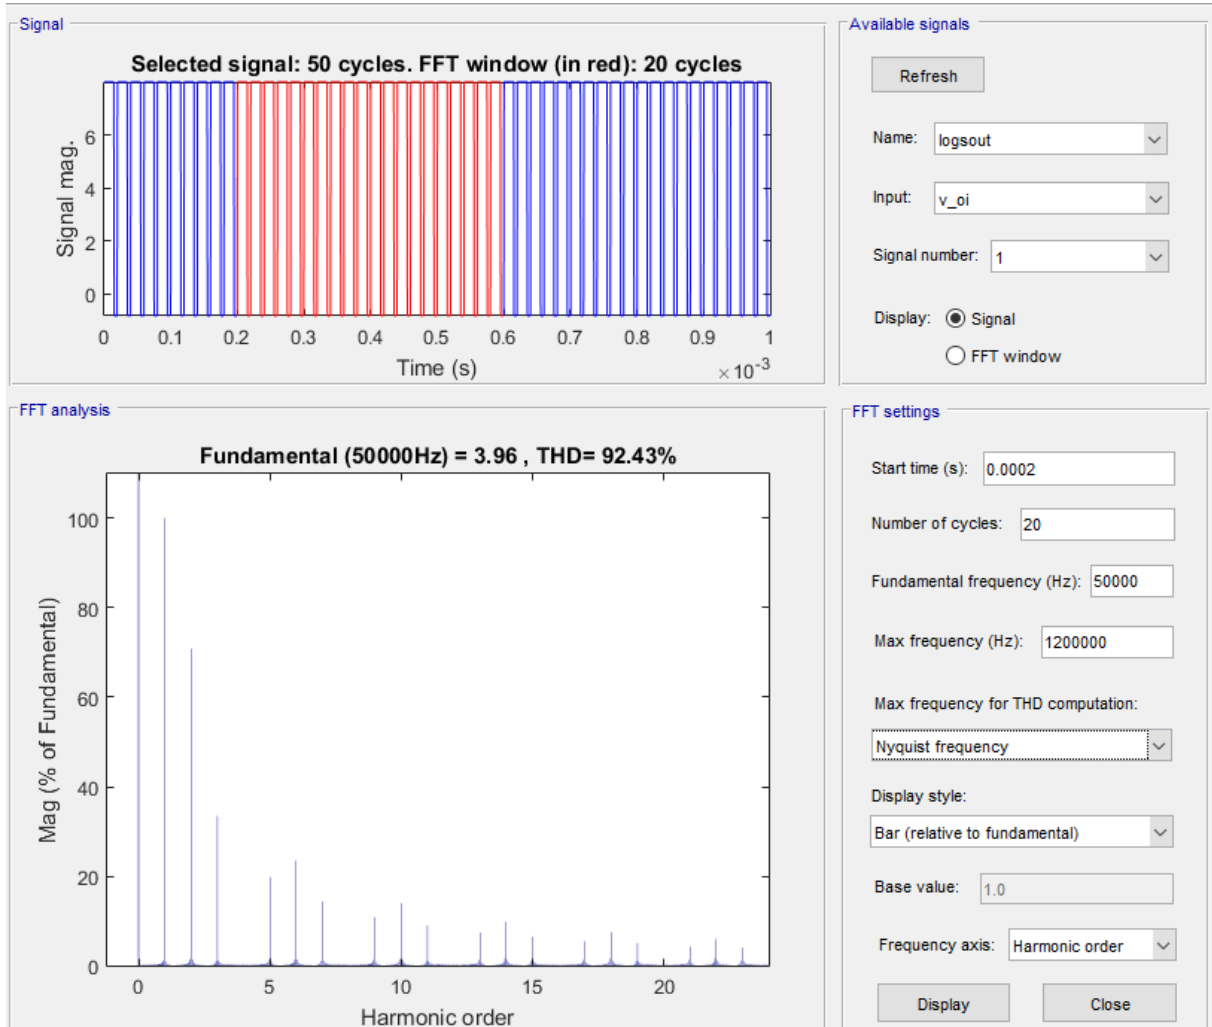 Signal
Selected signal: 50 cycles. FFT window (in red): 20 cycles
Signal mag.
6
4
2
0
0 0.1 0.2 0.3 0.4 0.5 0.6 0.7 0.8 0.9 1
Time (s)
×10⁻³
Available signals
Refresh
Name: logsout
Input: v_oi
Signal number: 1
Display: Signal
FFT window
FFT analysis
Fundamental (50000Hz) = 3.96 , THD= 92.43%
Mag (% of Fundamental)
100
80
60
40
20
0
0 5 10 15 20
Harmonic order
FFT settings
Start time (s): 0.0002
Number of cycles: 20
Fundamental frequency (Hz): 50000
Max frequency (Hz): 1200000
Max frequency for THD computation:
Nyquist frequency
Display style:
Bar (relative to fundamental)
Base value: 1.0
Frequency axis: Harmonic order
Display Close